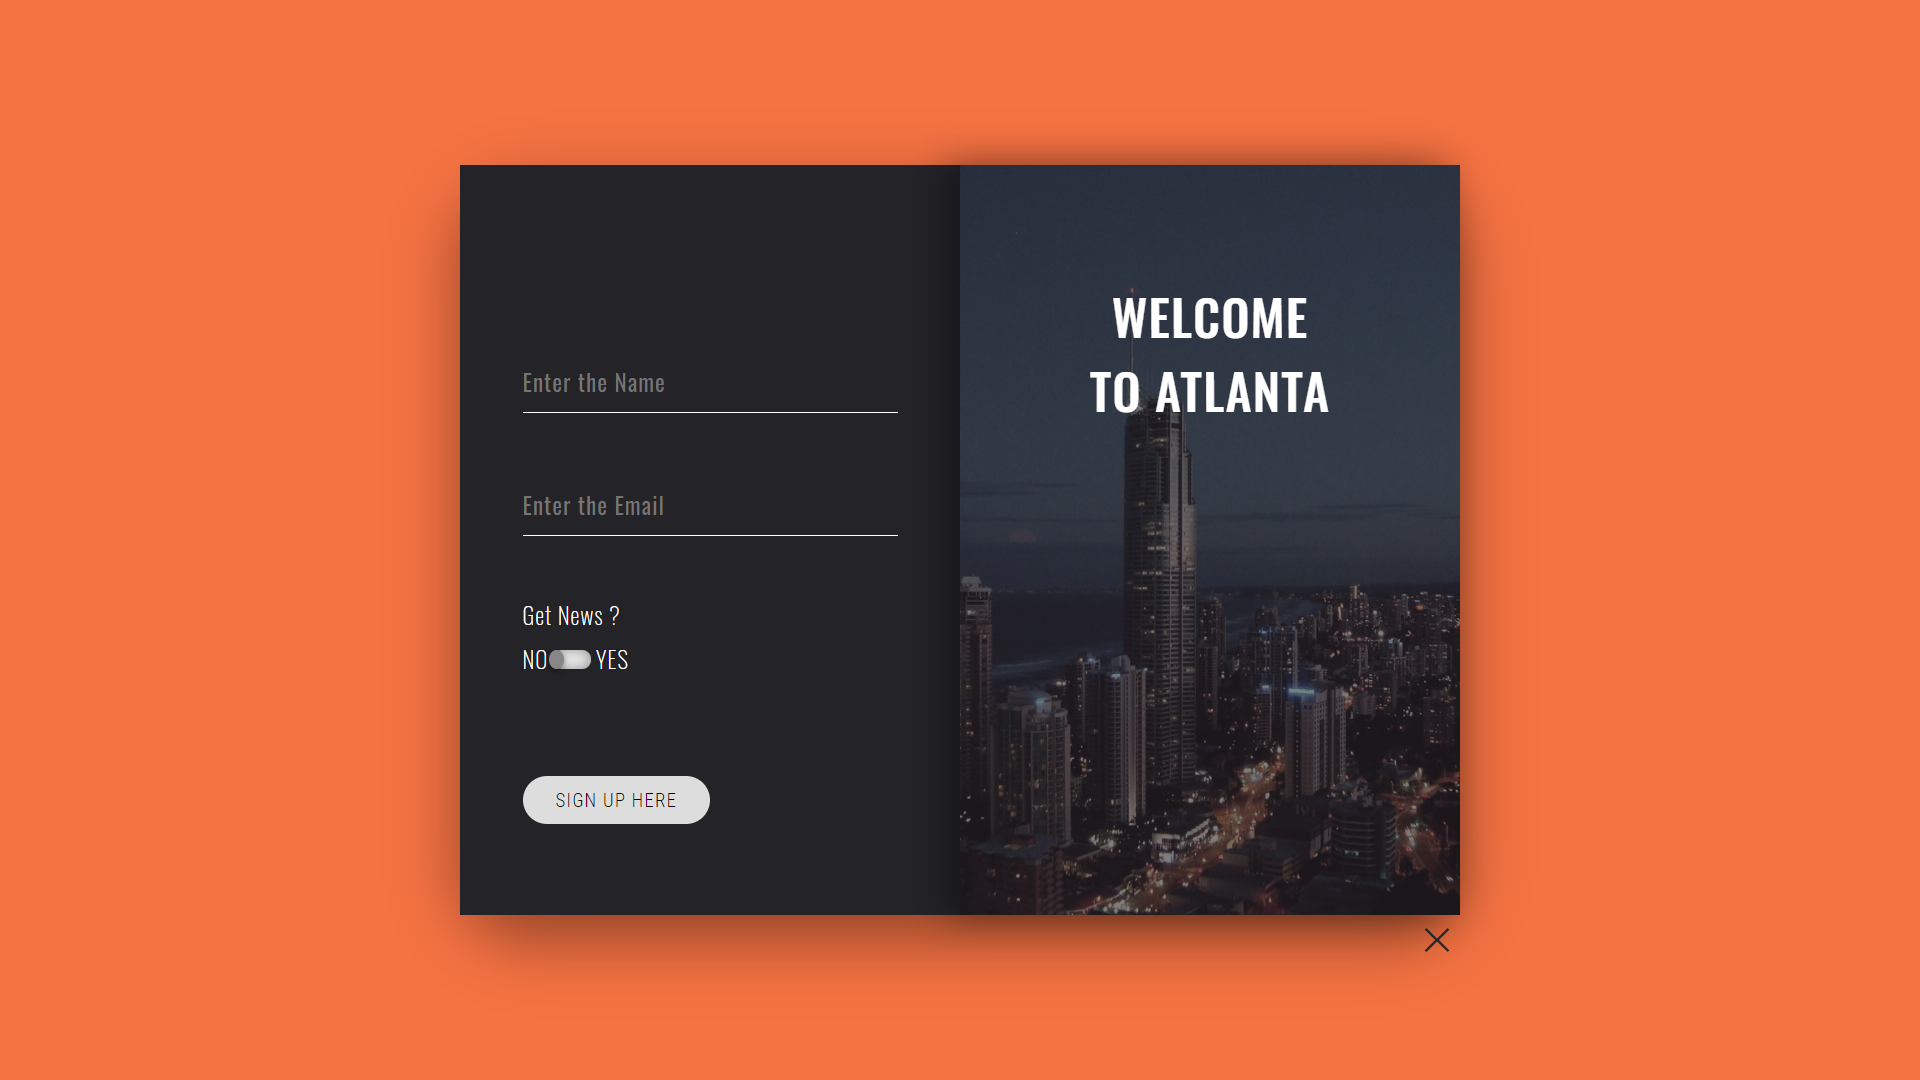 Enter the Name
Enter the Email
Get News ?
NO YES
SIGN UP HERE
WELCOME
TO ATLANTA